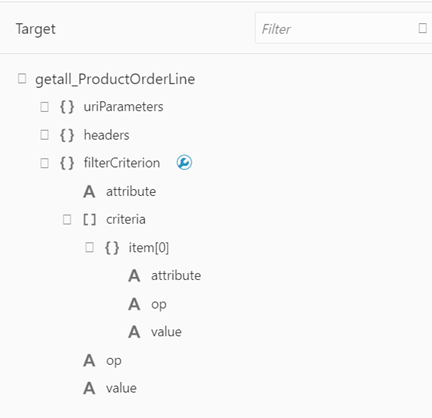 Target
Filter
getall_ProductOrderLine
{} uriParameters
{} headers
{} filterCriterion
A attribute
[] criteria
{} item[0]
A attribute
A op
A value
A op
A value